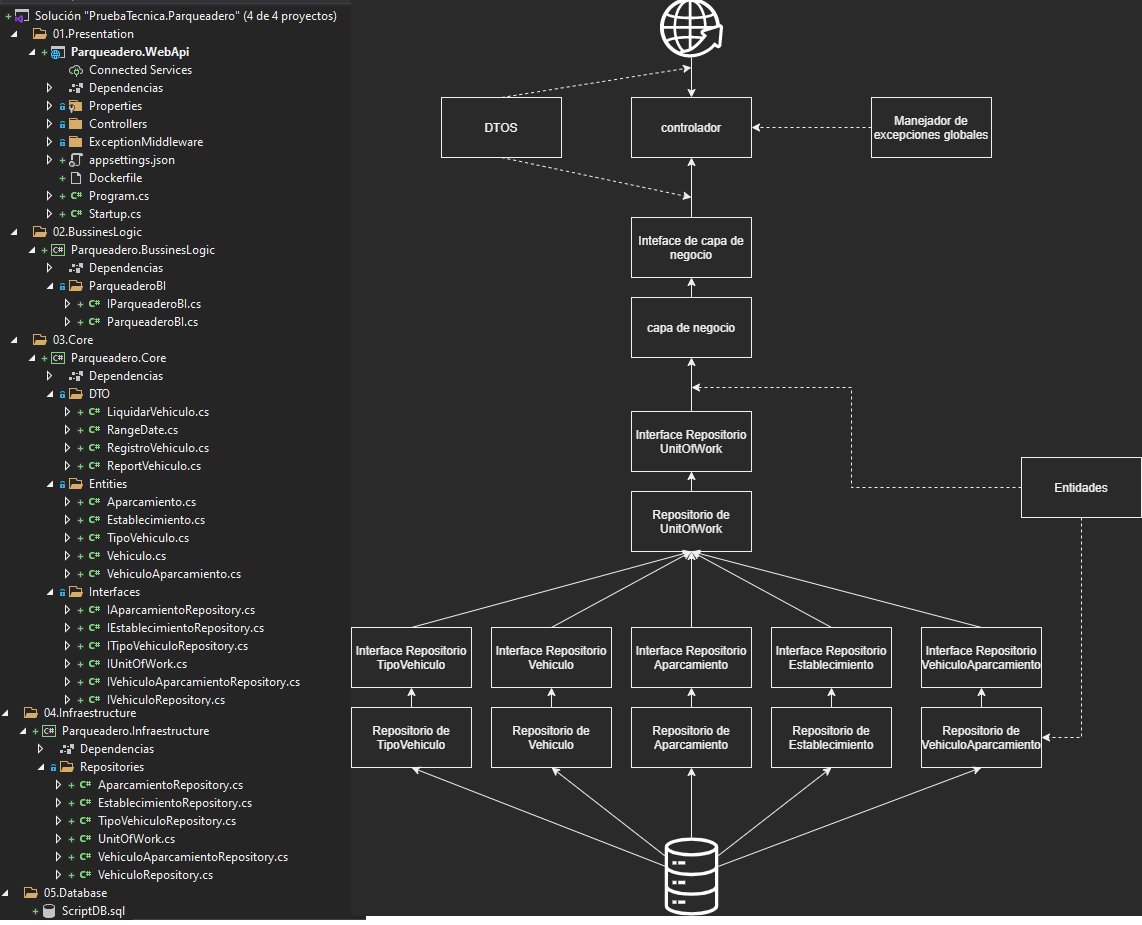 Solución "PruebaTecnica.Parqueadero" (4 de 4 proyectos)
01.Presentation
Parqueadero.WebApi
Connected Services
Dependencias
Properties
Controllers
ExceptionMiddleware
appsettings.json
Dockerfile
Program.cs
Startup.cs
02.BussinesLogic
Parqueadero.BussinesLogic
Dependencias
ParqueaderoBl
IParqueaderoBl.cs
ParqueaderoBl.cs
03.Core
Parqueadero.Core
Dependencias
DTO
LiquidarVehiculo.cs
RangeDate.cs
RegistroVehiculo.cs
ReportVehiculo.cs
Entities
Aparcamiento.cs
Establecimiento.cs
TipoVehiculo.cs
Vehiculo.cs
VehiculoAparcamiento.cs
Interfaces
IAparcamientoRepository.cs
IEstablecimientoRepository.cs
ITipoVehiculoRepository.cs
IUnitOfWork.cs
IVehiculoAparcamientoRepository.cs
IVehiculoRepository.cs
04.Infraestructure
Parqueadero.Infraestructure
Dependencias
Repositories
AparcamientoRepository.cs
EstablecimientoRepository.cs
TipoVehiculoRepository.cs
UnitOfWork.cs
VehiculoAparcamientoRepository.cs
VehiculoRepository.cs
05.Database
ScriptDB.sql
DTOS
controlador
Manejador de
excepciones globales
Inteface de capa de
negocio
capa de negocio
Interface Repositorio
UnitOfWork
Repositorio de
UnitOfWork
Entidades
Interface Repositorio
TipoVehiculo
Interface Repositorio
Vehiculo
Interface Repositorio
Aparcamiento
Interface Repositorio
Establecimiento
Interface Repositorio
VehiculoAparcamiento
Repositorio de
TipoVehiculo
Repositorio de
Vehiculo
Repositorio de
Aparcamiento
Repositorio de
Establecimiento
Repositorio de
VehiculoAparcamiento